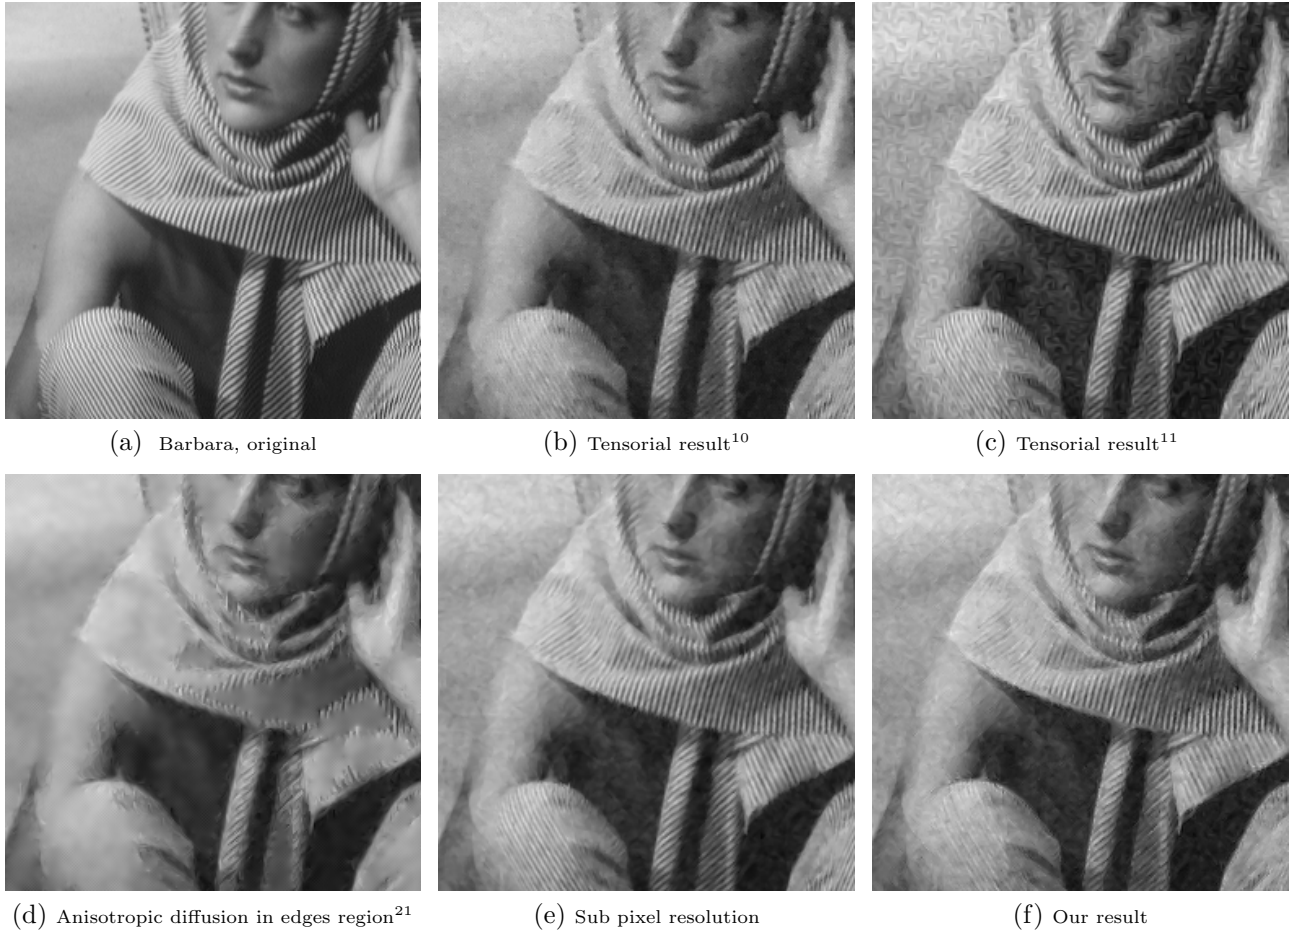 (a) Barbara, original
(b) Tensorial result¹⁰
(c) Tensorial result¹¹
(d) Anisotropic diffusion in edges region²¹
(e) Sub pixel resolution
(f) Our result